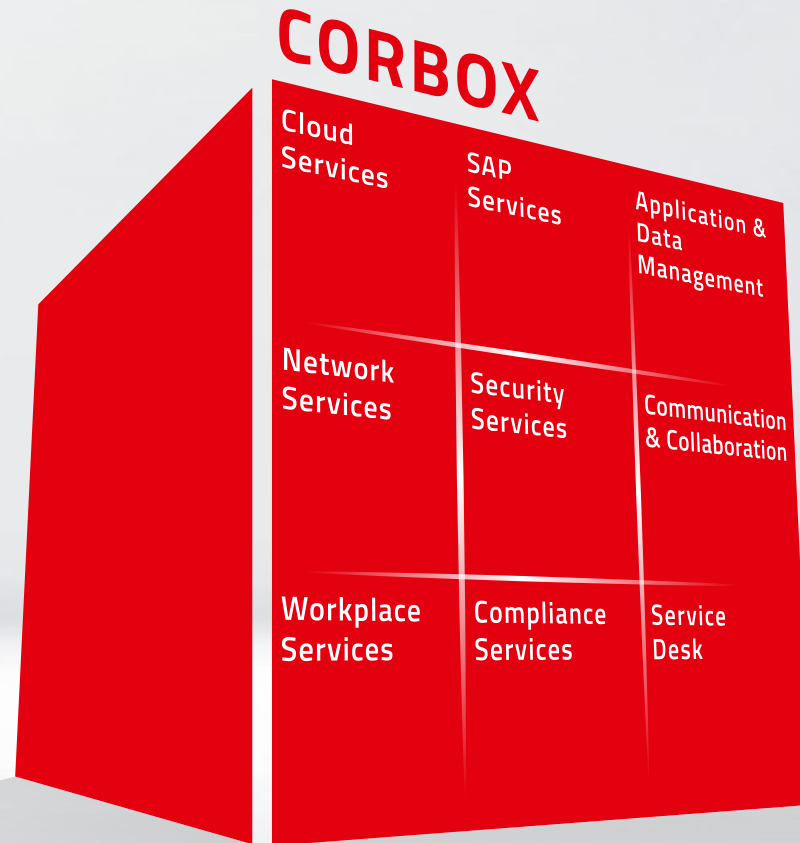 CORBOX
Cloud
Services
SAP
Services
Application &
Data
Management
Network
Services
Security
Services
Communication
& Collaboration
Workplace
Services
Compliance
Services
Service
Desk